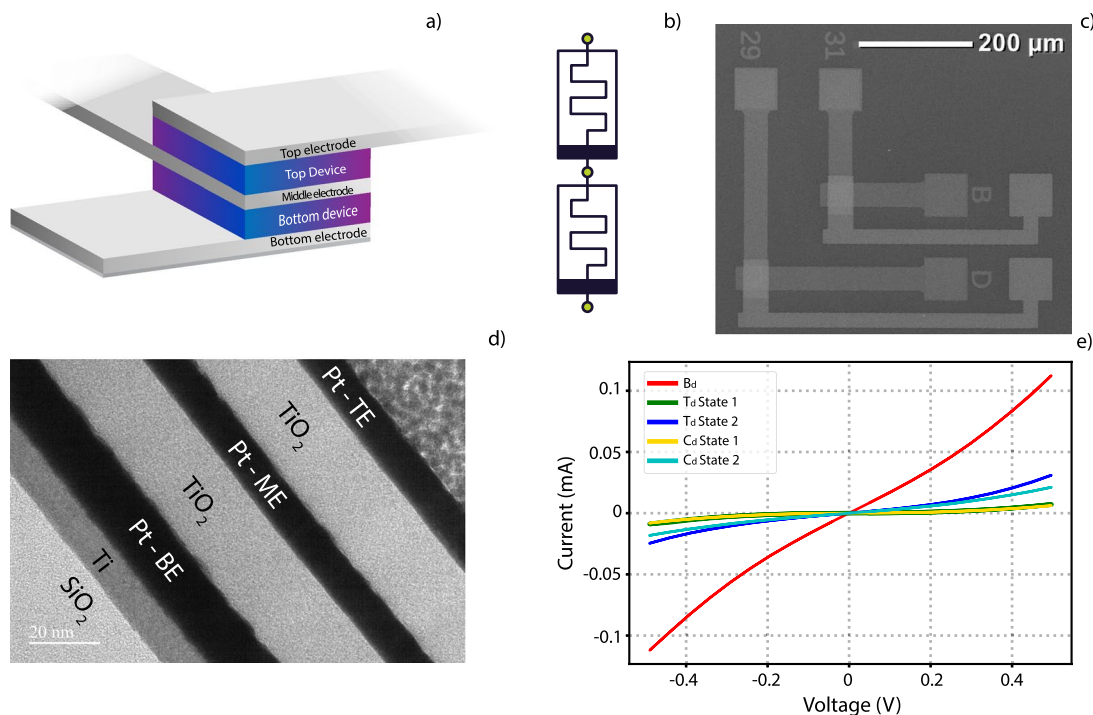 a)
Top electrode
Top Device
Middle electrode
Bottom device
Bottom electrode
b)
c)
29
31
200 µm
B
D
d)
Pt - TE
TiO2
Pt - ME
TiO2
Pt - BE
Ti
SiO2
20 nm
e)
Bd
Td State 1
Td State 2
Cd State 1
Cd State 2
Current (mA)
0.1
0.05
0
-0.05
-0.1
-0.4
-0.2
0
0.2
0.4
Voltage (V)